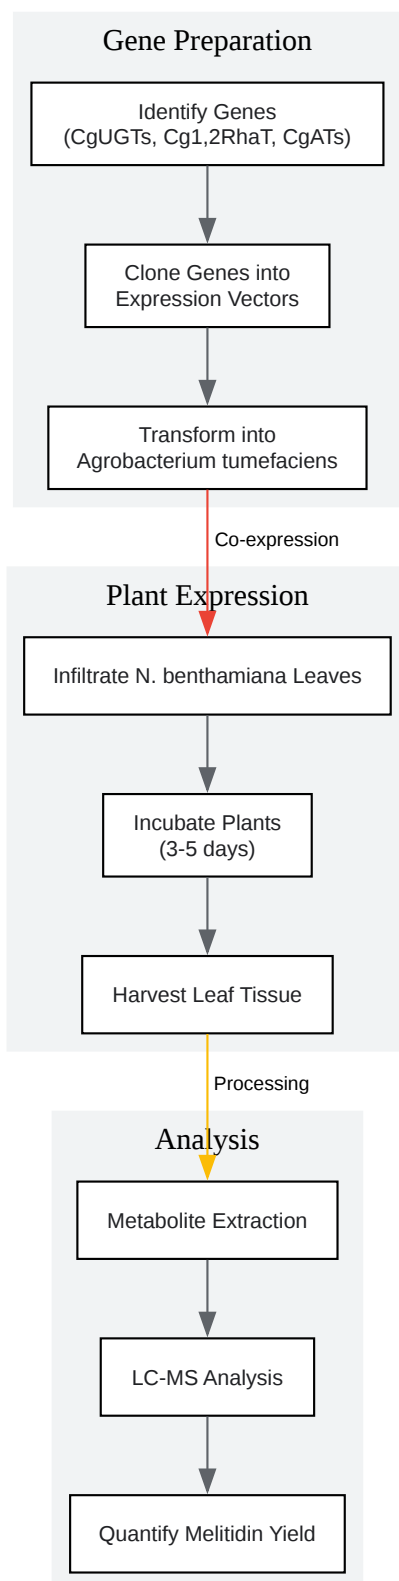 Gene Preparation
Identify Genes
(CgUGTs, Cg1,2RhaT, CgATs)
Clone Genes into
Expression Vectors
Transform into
Agrobacterium tumefaciens
Co-expression
Plant Expression
Infiltrate N. benthamiana Leaves
Incubate Plants
(3-5 days)
Harvest Leaf Tissue
Processing
Analysis
Metabolite Extraction
LC-MS Analysis
Quantify Melitidin Yield